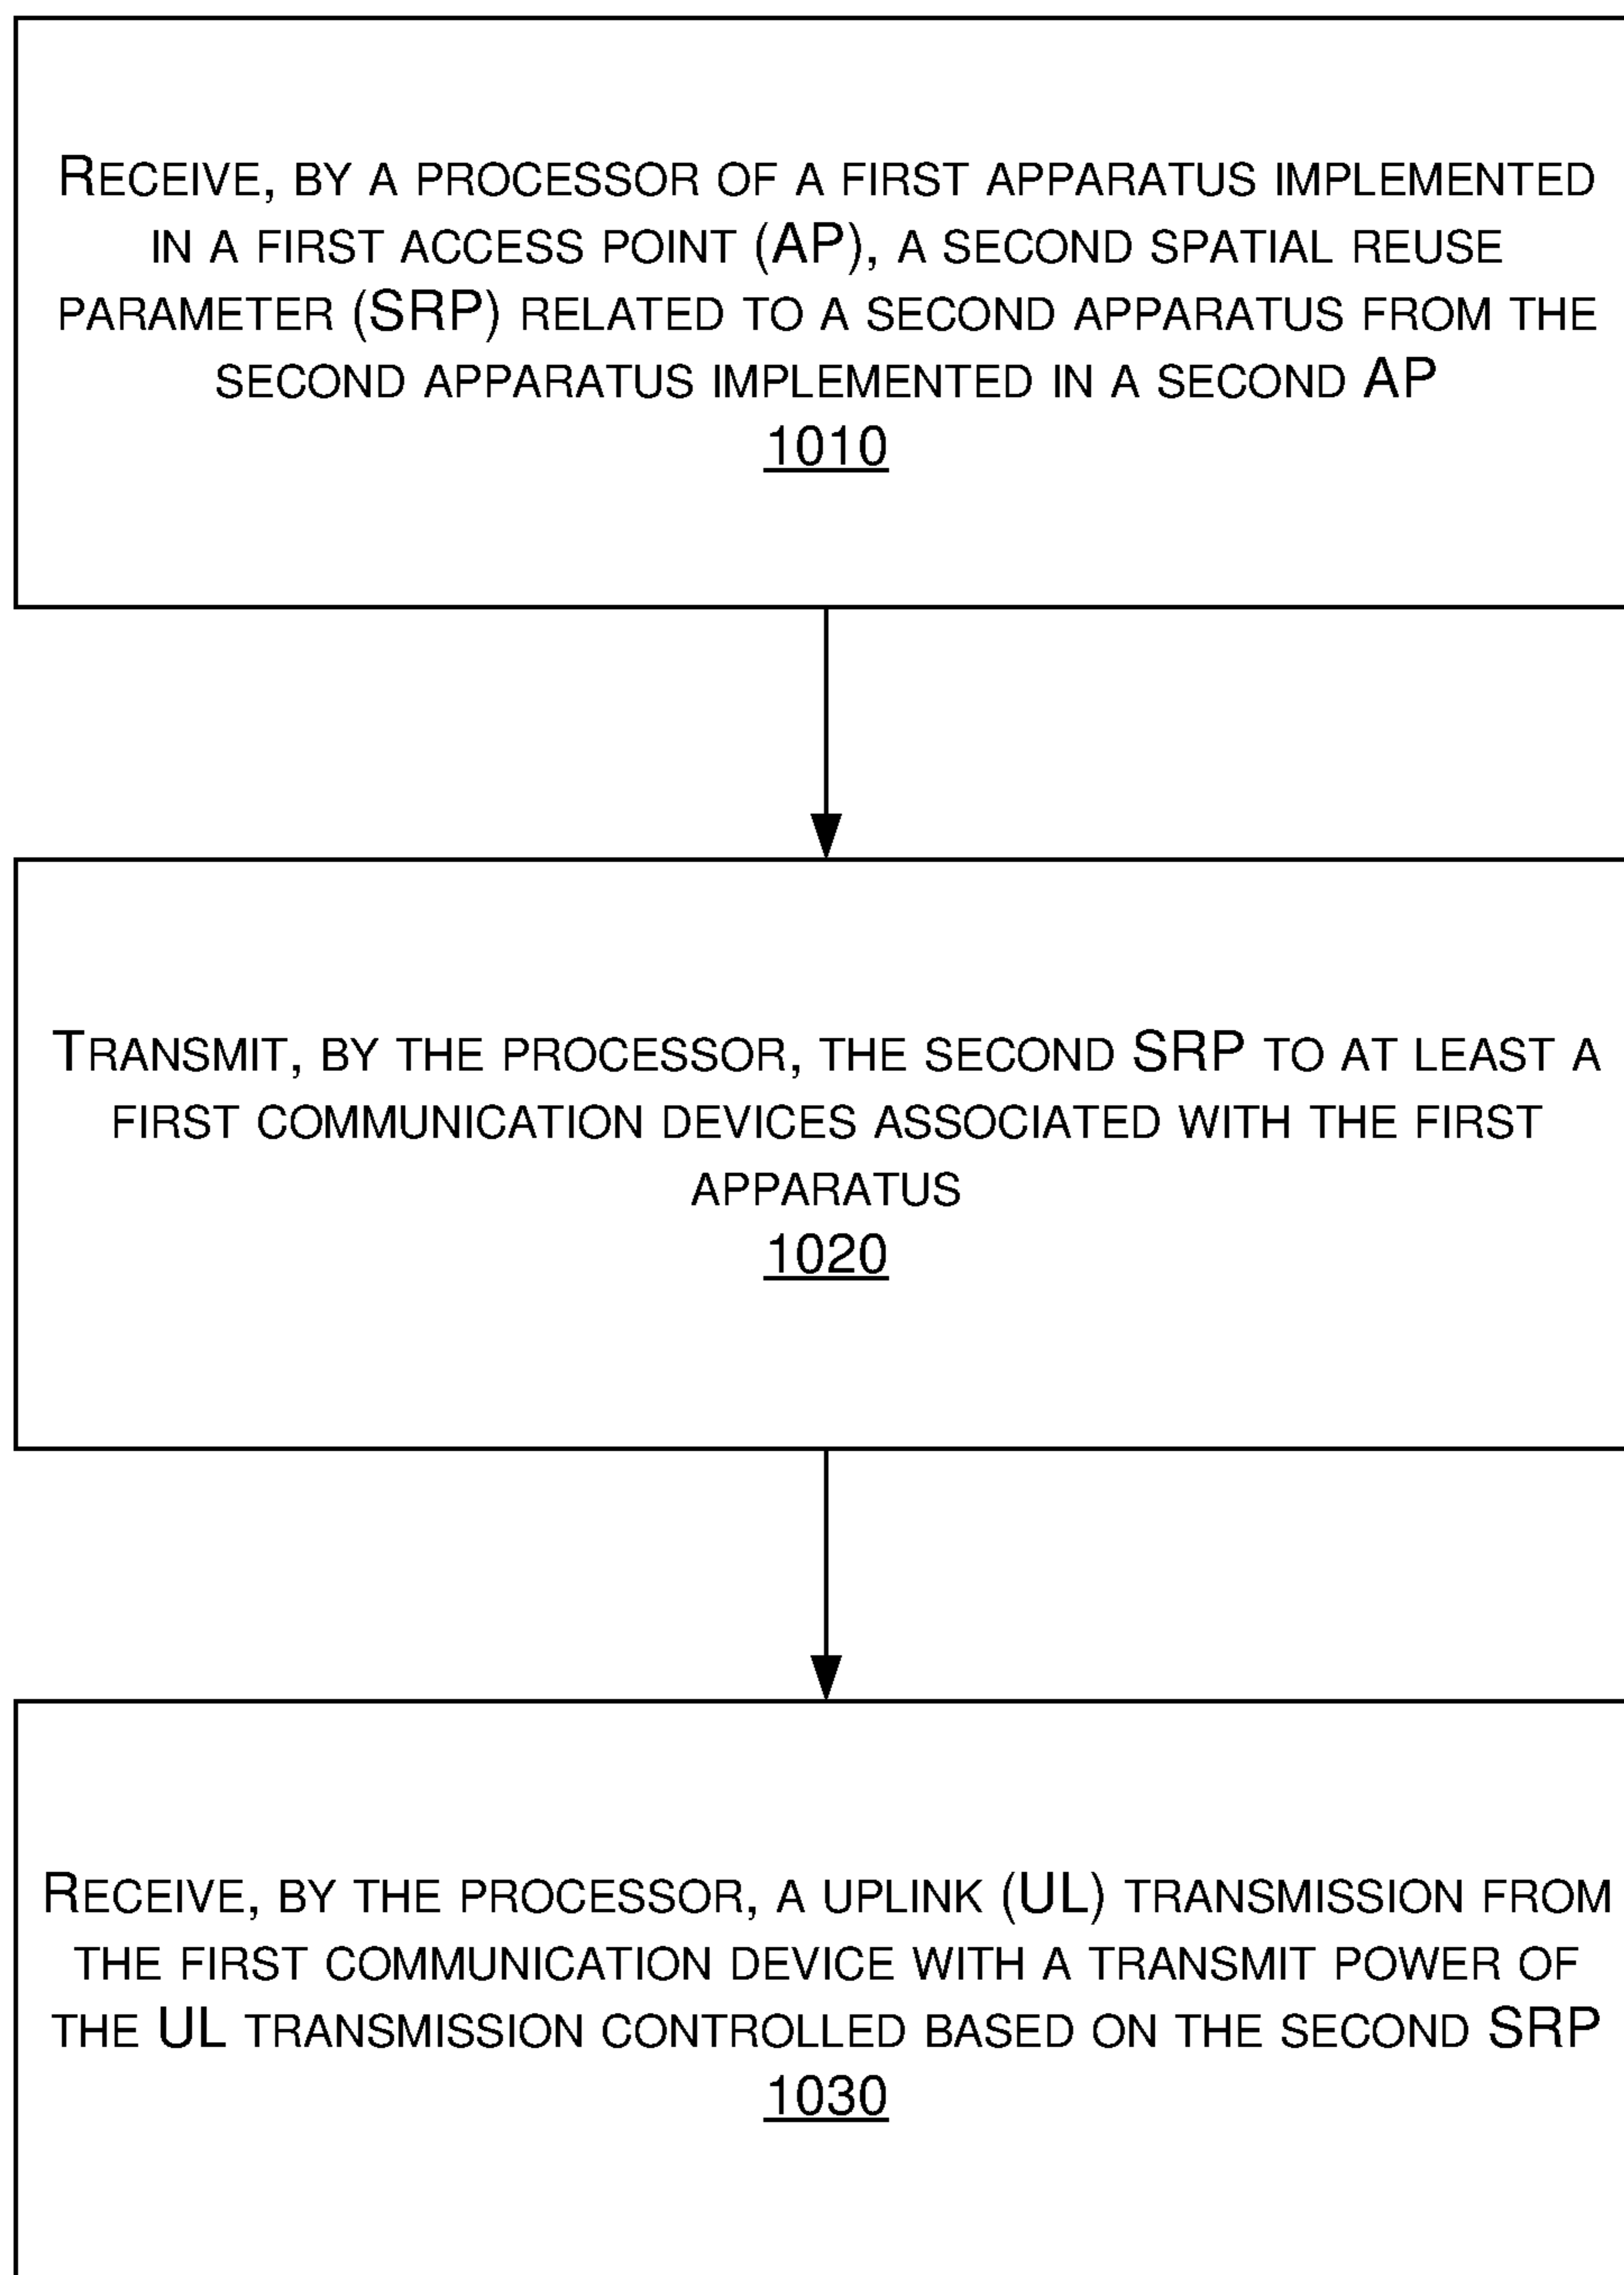 RECEIVE, BY A PROCESSOR OF A FIRST APPARATUS IMPLEMENTED
IN A FIRST ACCESS POINT (AP), A SECOND SPATIAL REUSE
PARAMETER (SRP) RELATED TO A SECOND APPARATUS FROM THE
SECOND APPARATUS IMPLEMENTED IN A SECOND AP
1010
TRANSMIT, BY THE PROCESSOR, THE SECOND SRP TO AT LEAST A
FIRST COMMUNICATION DEVICES ASSOCIATED WITH THE FIRST
APPARATUS
1020
RECEIVE, BY THE PROCESSOR, A UPLINK (UL) TRANSMISSION FROM
THE FIRST COMMUNICATION DEVICE WITH A TRANSMIT POWER OF
THE UL TRANSMISSION CONTROLLED BASED ON THE SECOND SRP
1030